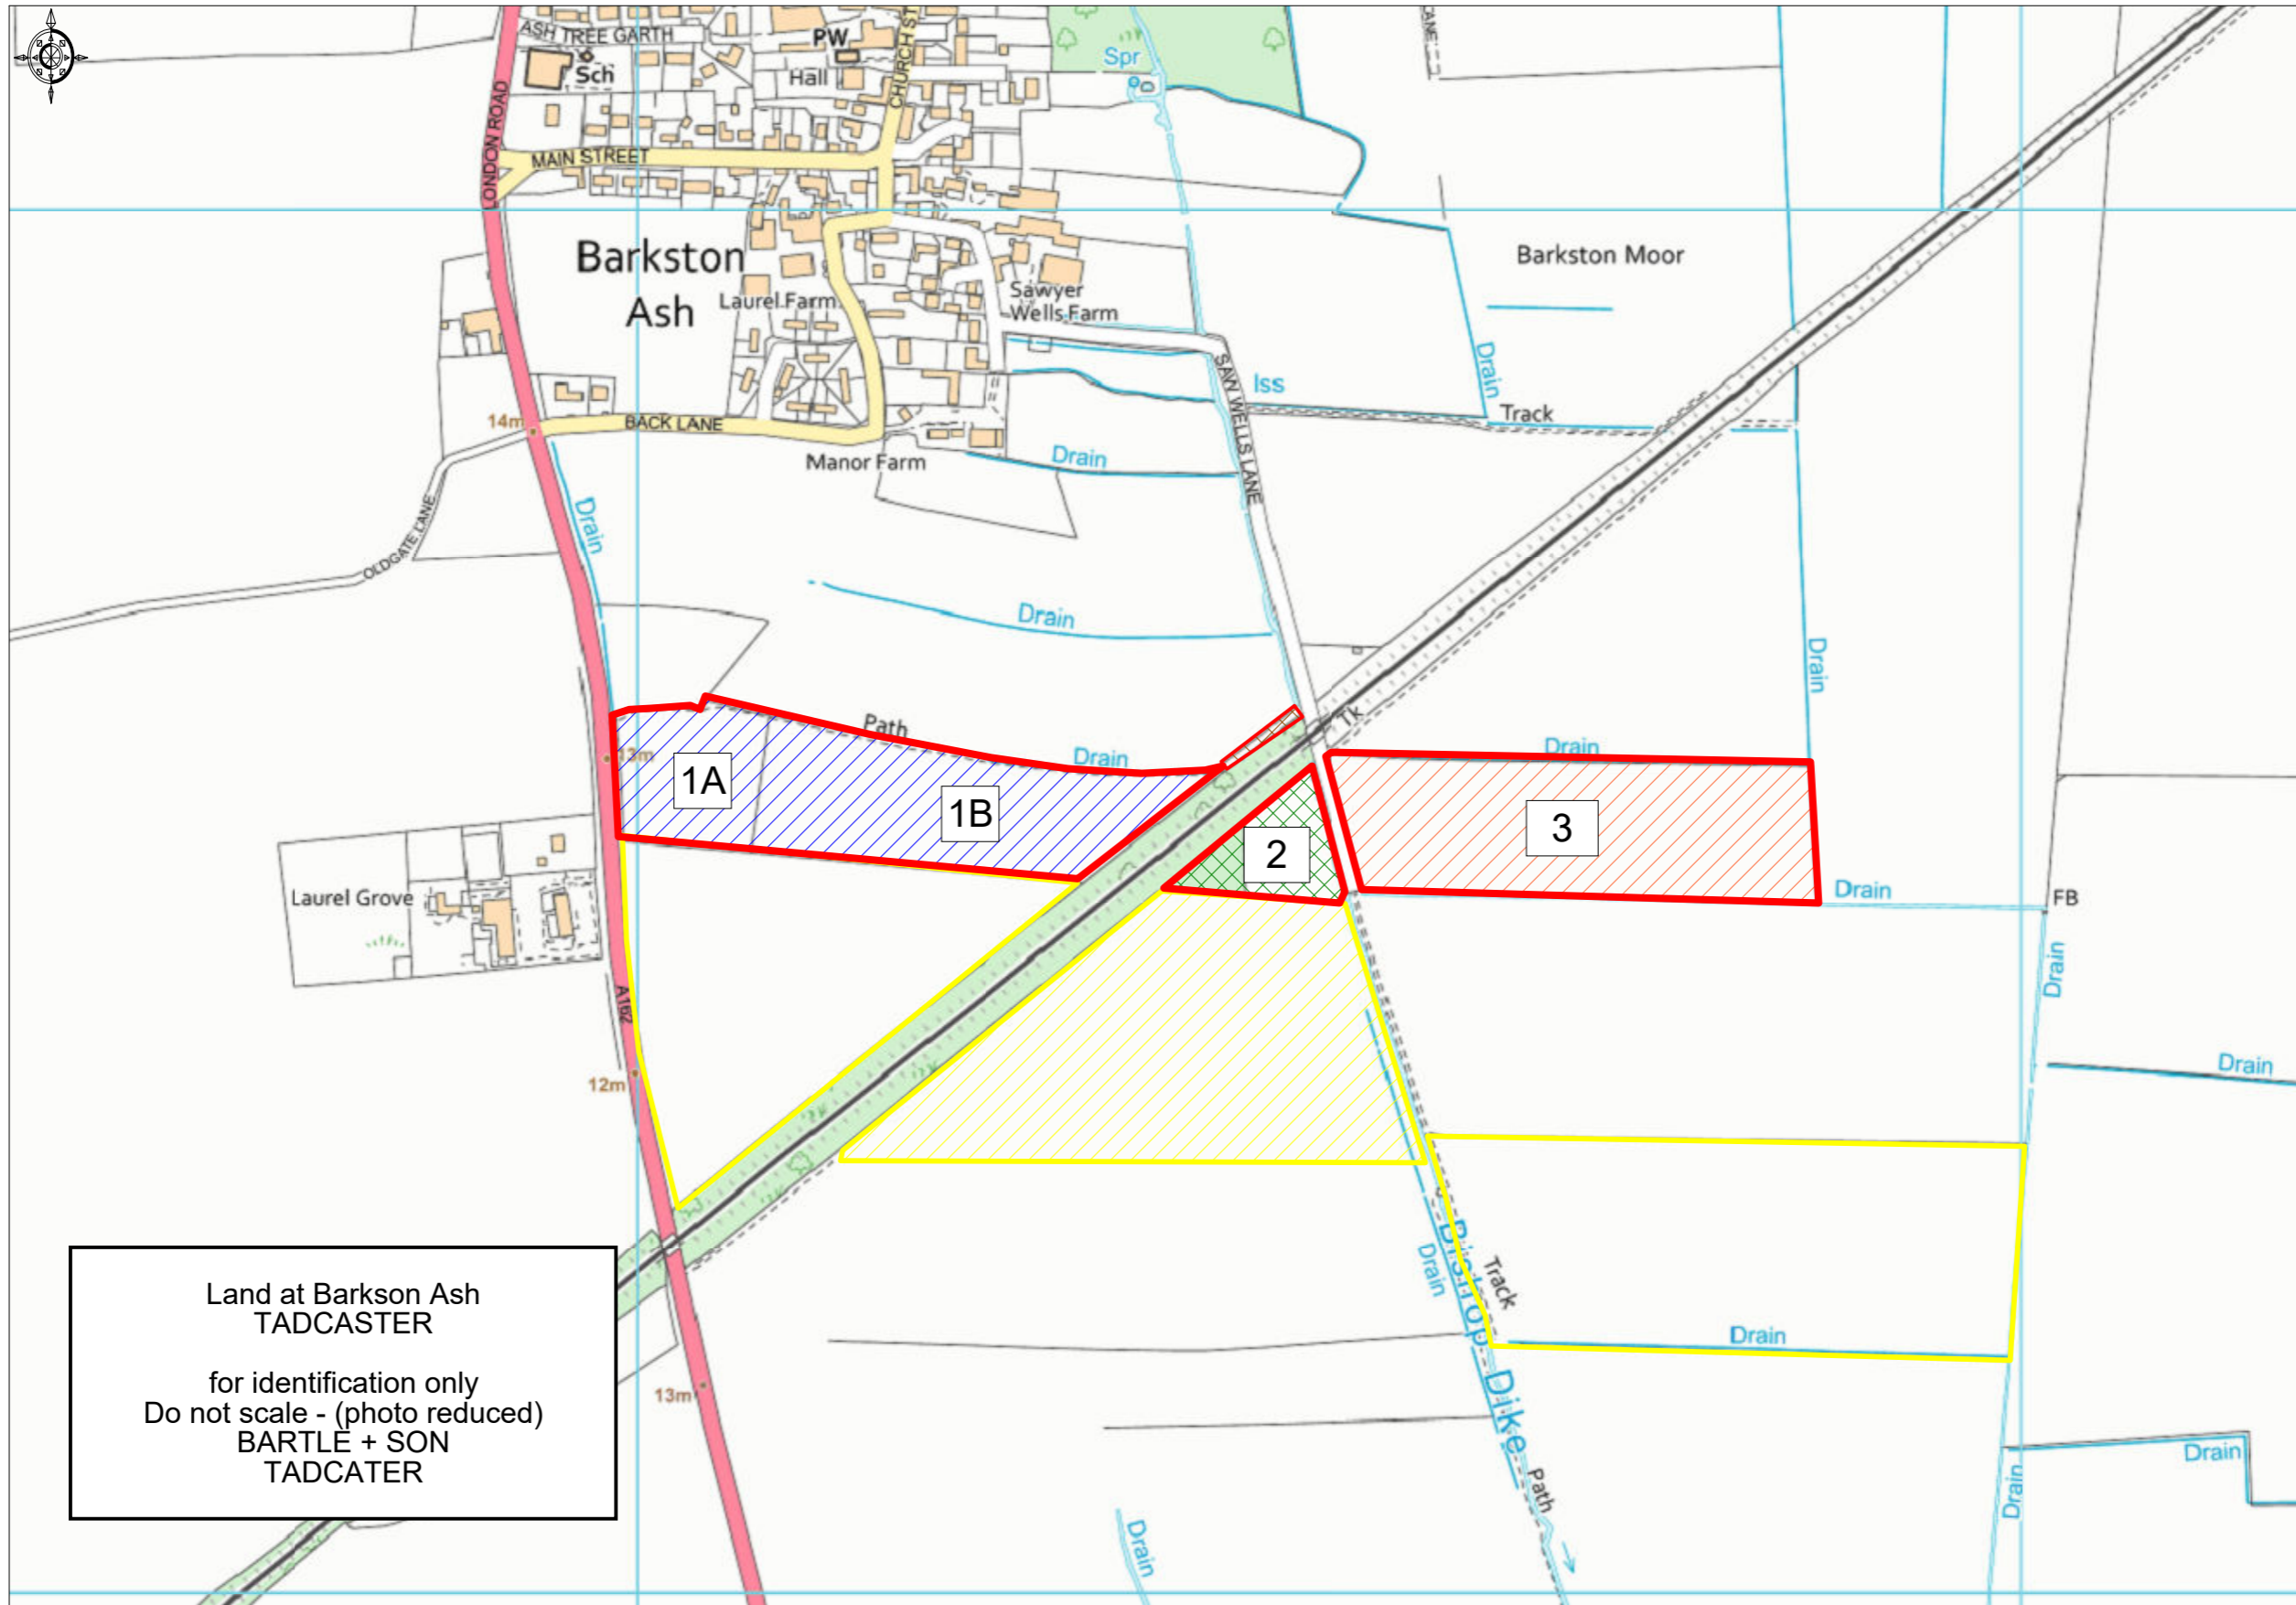 ASH TREE GARTH
PW
CHURCH ST
LANE
Sch
Hall
Spr
LONDON ROAD
MAIN STREET
Barkston
Ash
Barkston Moor
Laurel Farm
Sawyer
Wells Farm
SAW WELLS LANE
Iss
Drain
Track
14m
BACK LANE
Manor Farm
Drain
Drain
OLDGATE LANE
Drain
Drain
Path
Tk
Drain
Drain
13m
1A
1B
2
3
Laurel Grove
Drain
FB
A162
Drain
12m
Drain
Bishop Dike
Drain
Track
Drain
Land at Barkson Ash
TADCASTER
for identification only
Do not scale - (photo reduced)
BARTLE + SON
TADCATER
13m
Drain
Drain
Path
Drain